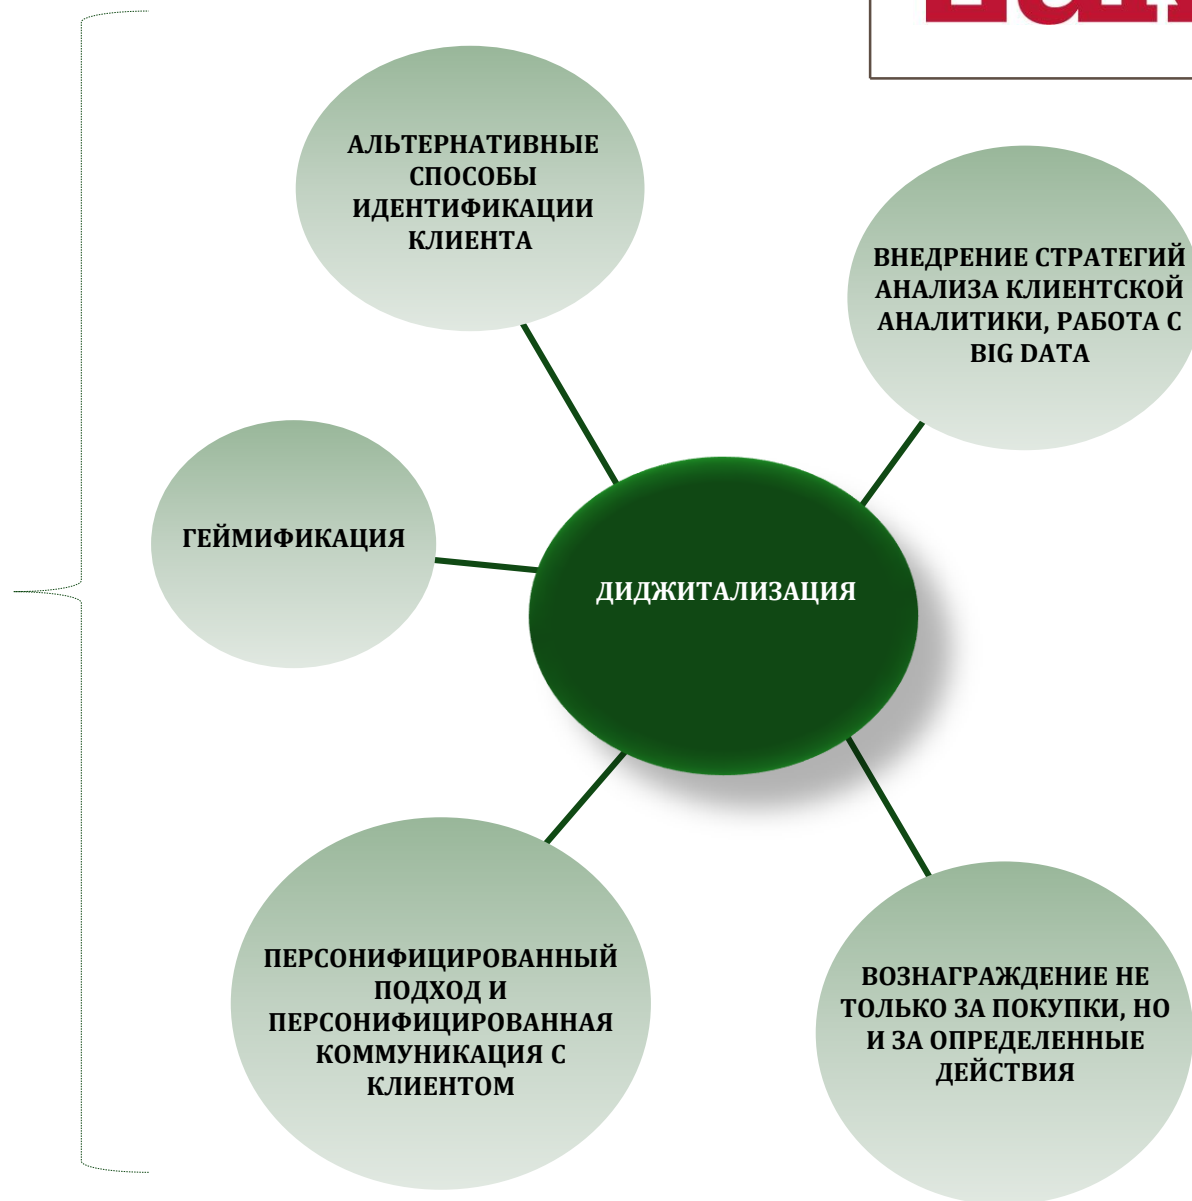 АЛЬТЕРНАТИВНЫЕ
СПОСОБЫ
ИДЕНТИФИКАЦИИ
КЛИЕНТА
ВНЕДРЕНИЕ СТРАТЕГИЙ
АНАЛИЗА КЛИЕНТСКОЙ
АНАЛИТИКИ, РАБОТА С
BIG DATA
ГЕЙМИФИКАЦИЯ
ДИДЖИТАЛИЗАЦИЯ
ПЕРСОНИФИЦИРОВАННЫЙ
ПОДХОД И
ПЕРСОНИФИЦИРОВАННАЯ
КОММУНИКАЦИЯ С
КЛИЕНТОМ
ВОЗНАГРАЖДЕНИЕ НЕ
ТОЛЬКО ЗА ПОКУПКИ, НО
И ЗА ОПРЕДЕЛЕННЫЕ
ДЕЙСТВИЯ